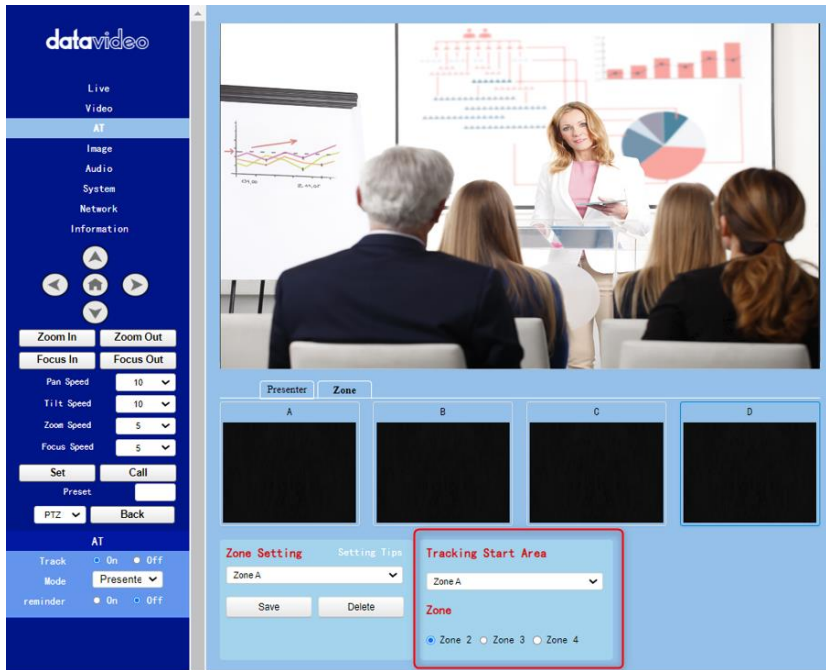 datavideo
Live
Video
AT
Image
Audio
System
Network
Information
Zoom In Zoom Out
Focus In Focus Out
Pan Speed 10
Tilt Speed 10
Zoom Speed 5
Focus Speed 5
Set Call
Preset
PTZ Back
AT
Track On Off
Mode Presente
reminder On Off
Presenter Zone
A B C D
Zone Setting Setting Tips
Zone A
Save Delete
Tracking Start Area
Zone A
Zone
Zone 2 Zone 3 Zone 4